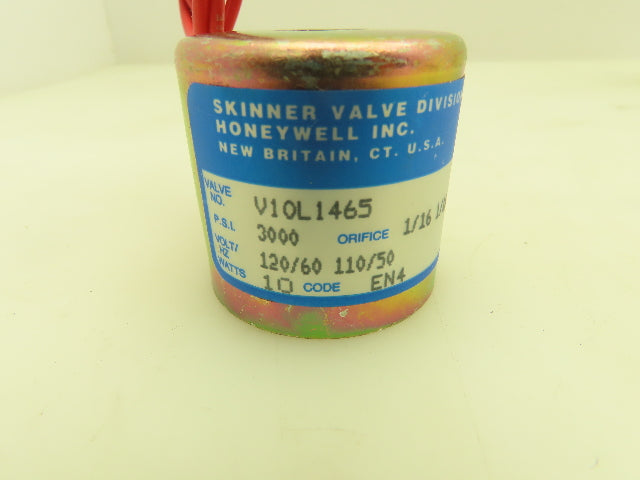 SKINNER VALVE DIVISION
HONEYWELL INC.
NEW BRITAIN, CT. U.S.A.
VALVE NO. V10L1465
P.S.I. 3000 ORIFICE 1/16
VOLT/HZ 120/60 110/50
WATTS 10 CODE EN4